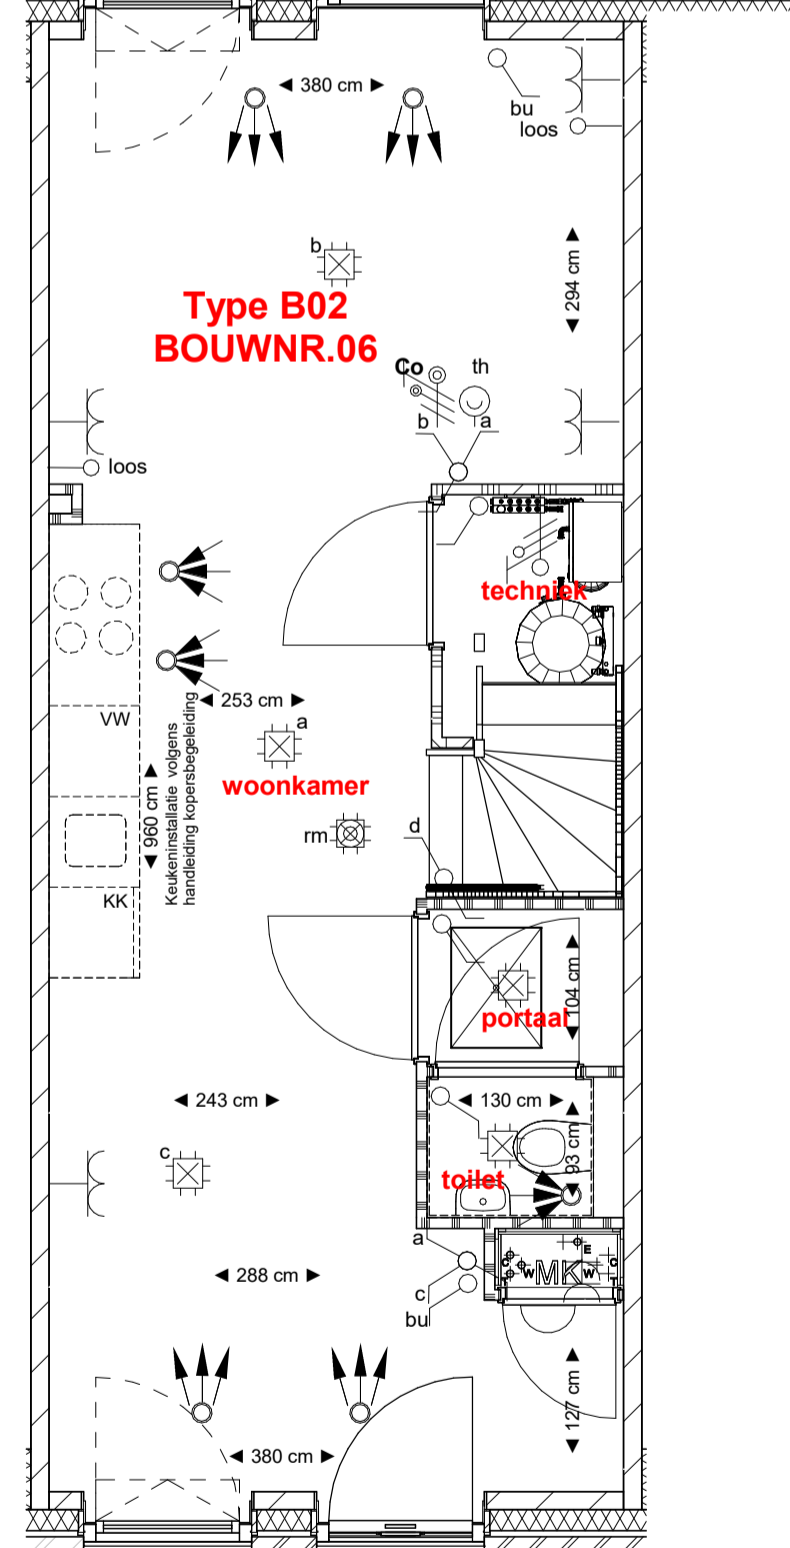 380 cm
bu
loos
b
294 cm
Type B02
BOUWNR.06
Co
th
b
a
loos
techniek
253 cm
VW
a
Keukeninstallatie volgens
handleiding kopersbegeleiding
woonkamer
960 cm
rm
d
KK
104 cm
portaal
243 cm
130 cm
93 cm
c
toilet
a
E
C
W
MK
W
C
T
T
288 cm
c
bu
127 cm
380 cm